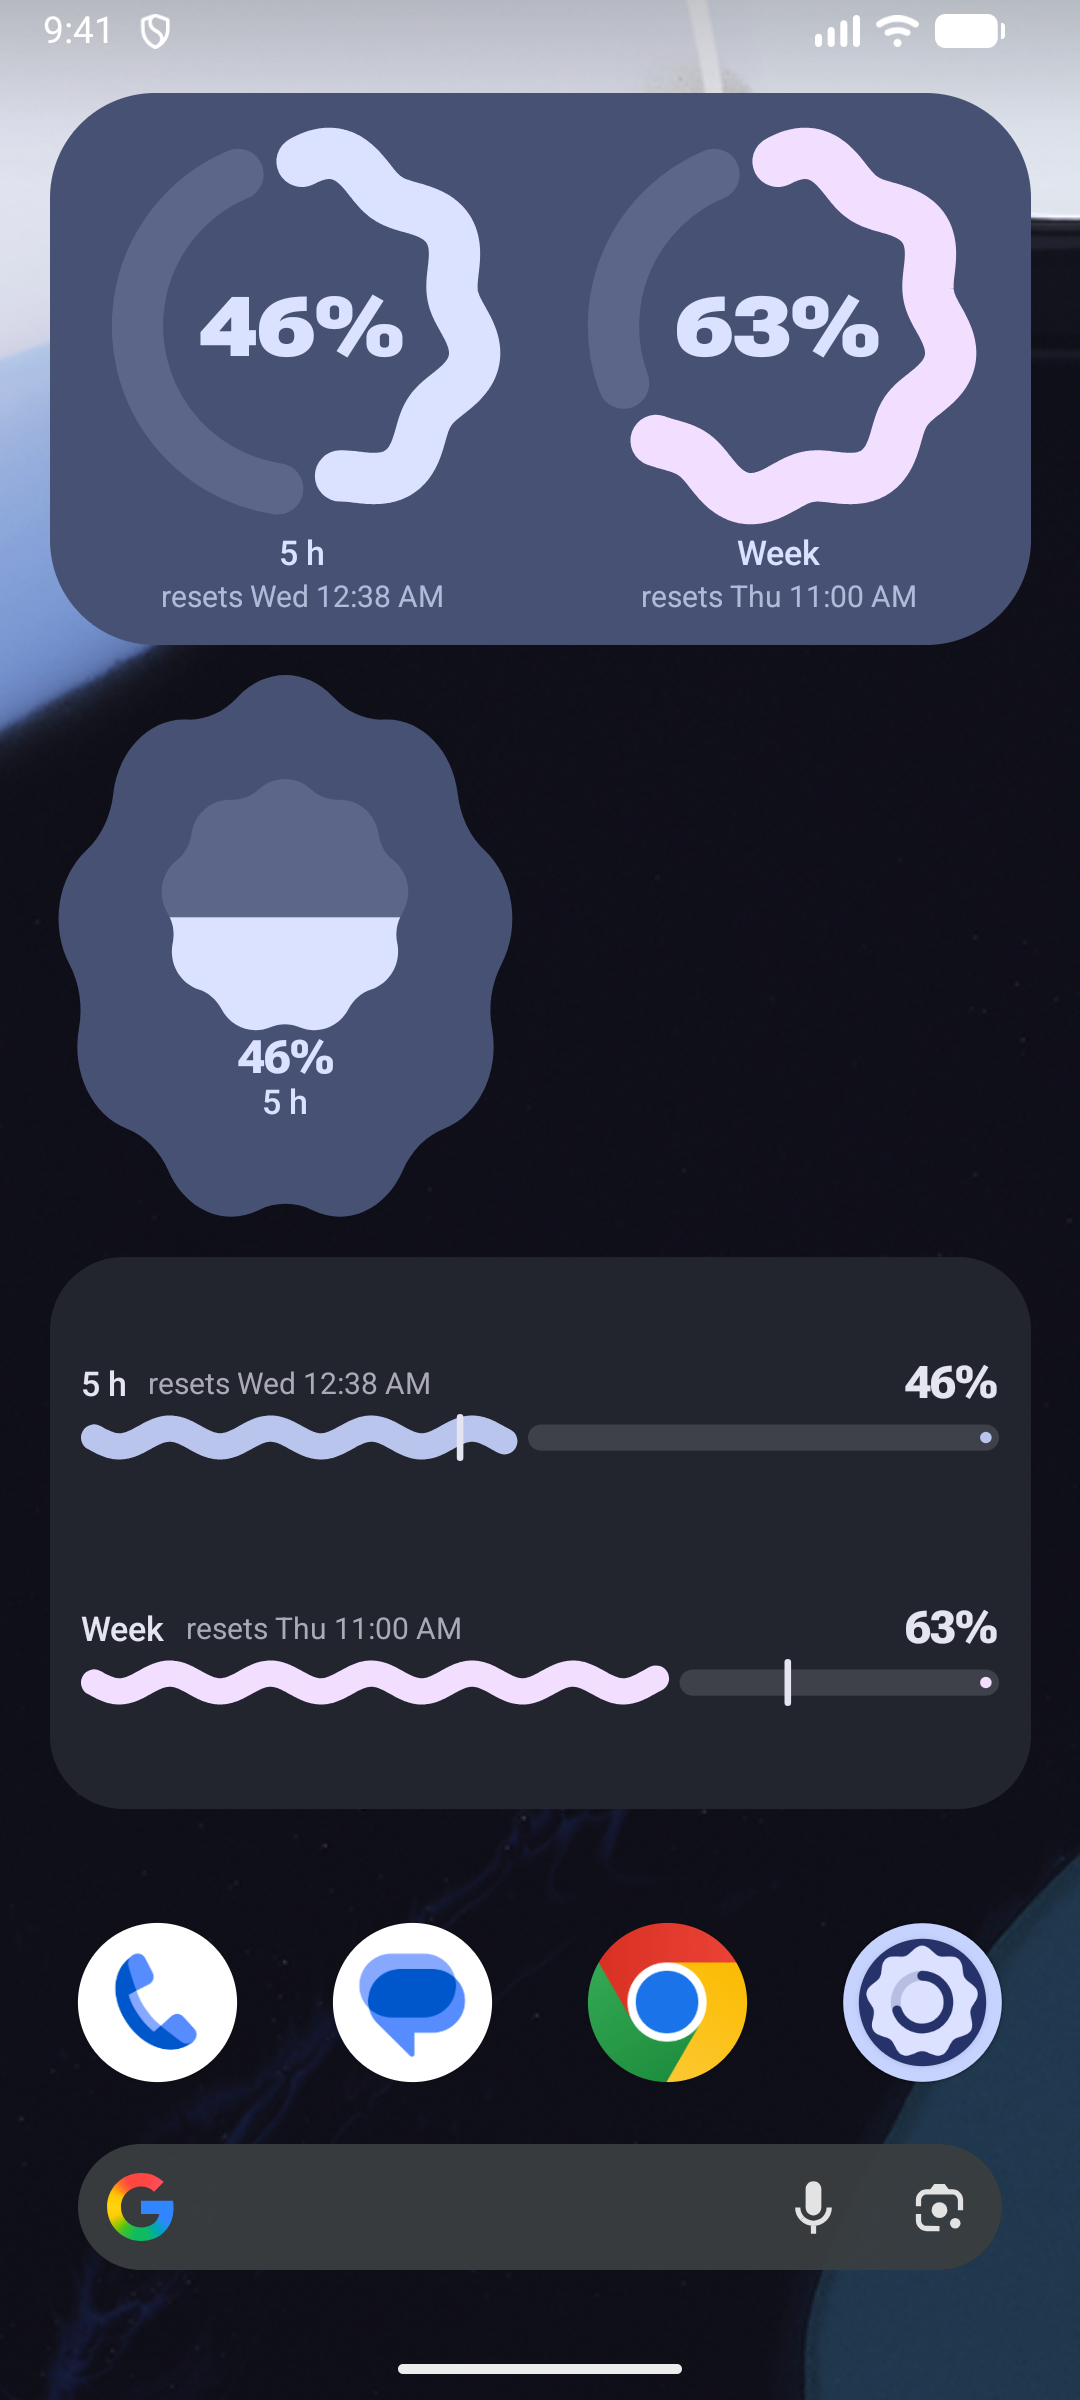 9:41
46%
63%
5 h
Week
resets Wed 12:38 AM
resets Thu 11:00 AM
46%
5 h
5 h resets Wed 12:38 AM 46%
Week resets Thu 11:00 AM 63%